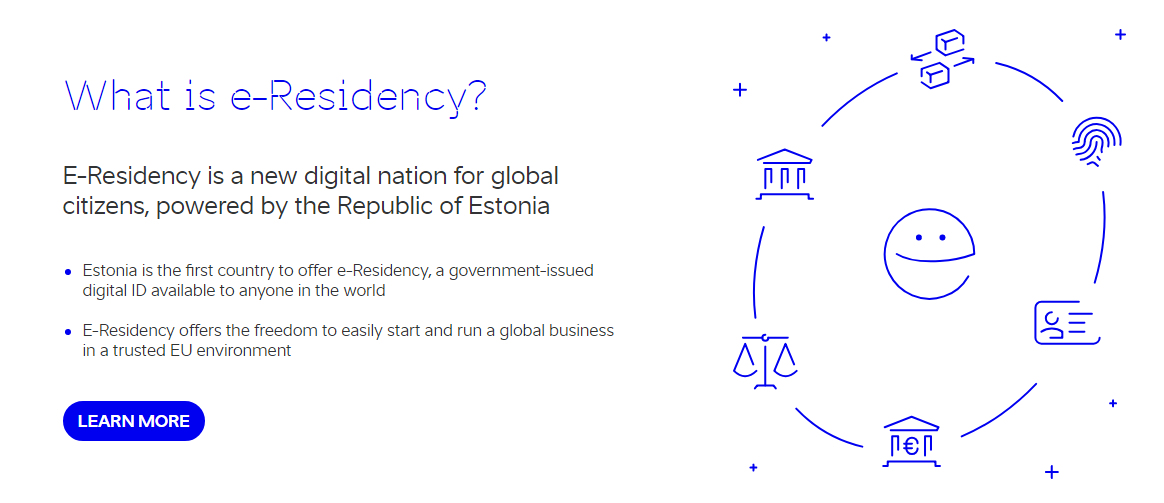 What is e-Residency?
E-Residency is a new digital nation for global
citizens, powered by the Republic of Estonia
• Estonia is the first country to offer e-Residency, a government-issued
digital ID available to anyone in the world
• E-Residency offers the freedom to easily start and run a global business
in a trusted EU environment
LEARN MORE
€